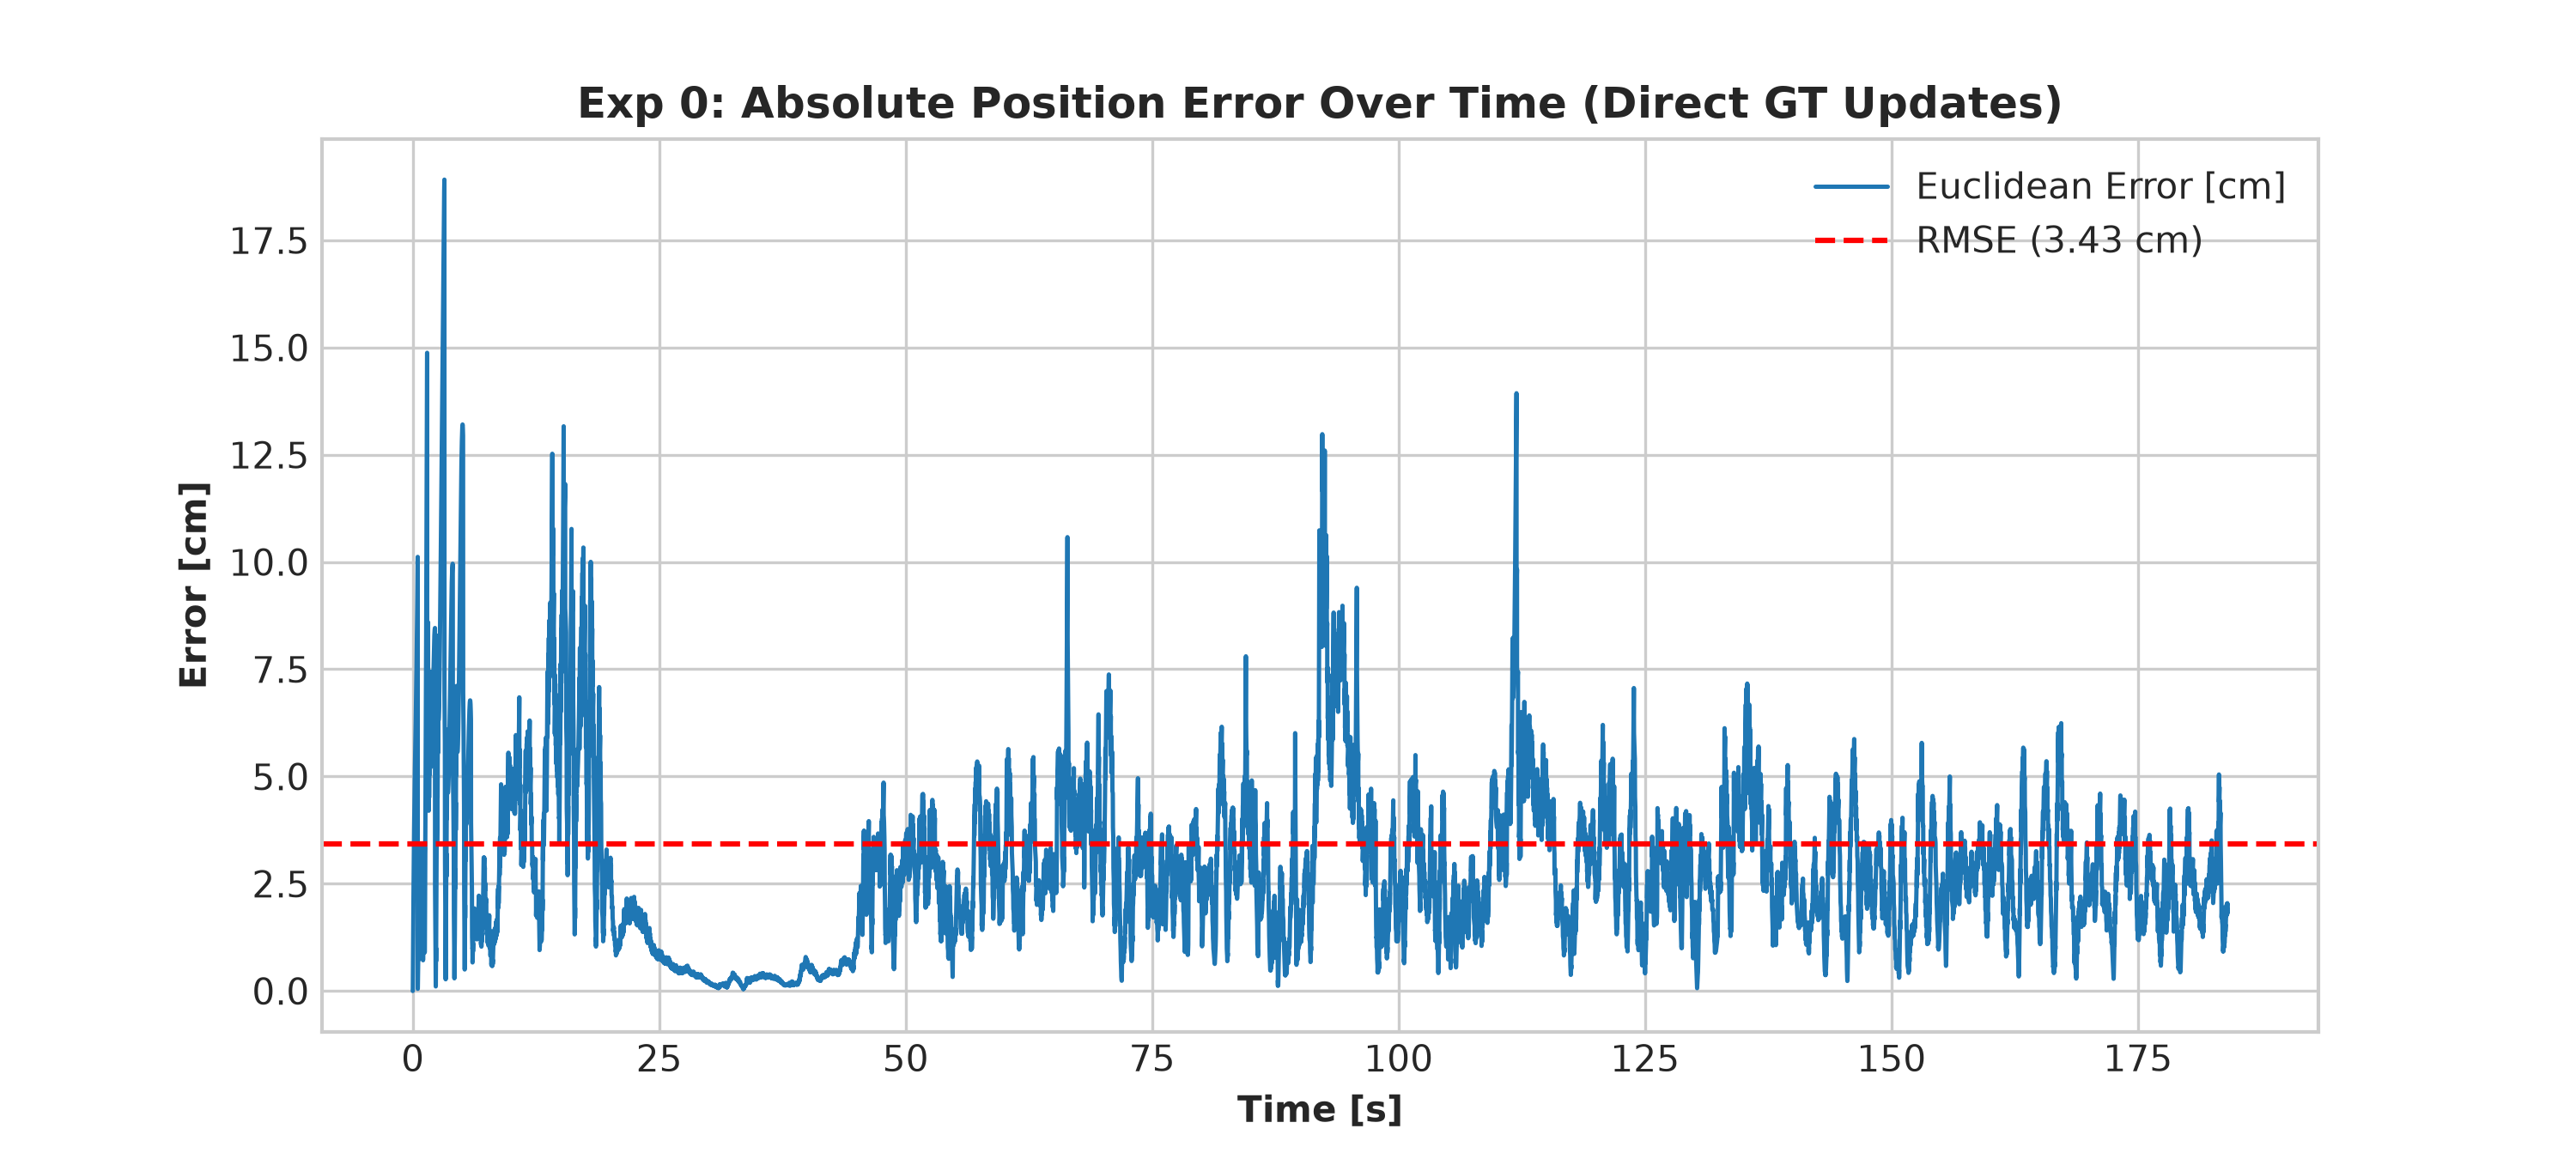 Exp 0: Absolute Position Error Over Time (Direct GT Updates)
Euclidean Error [cm]
RMSE (3.43 cm)
Error [cm]
17.5
15.0
12.5
10.0
7.5
5.0
2.5
0.0
0 25 50 75 100 125 150 175
Time [s]